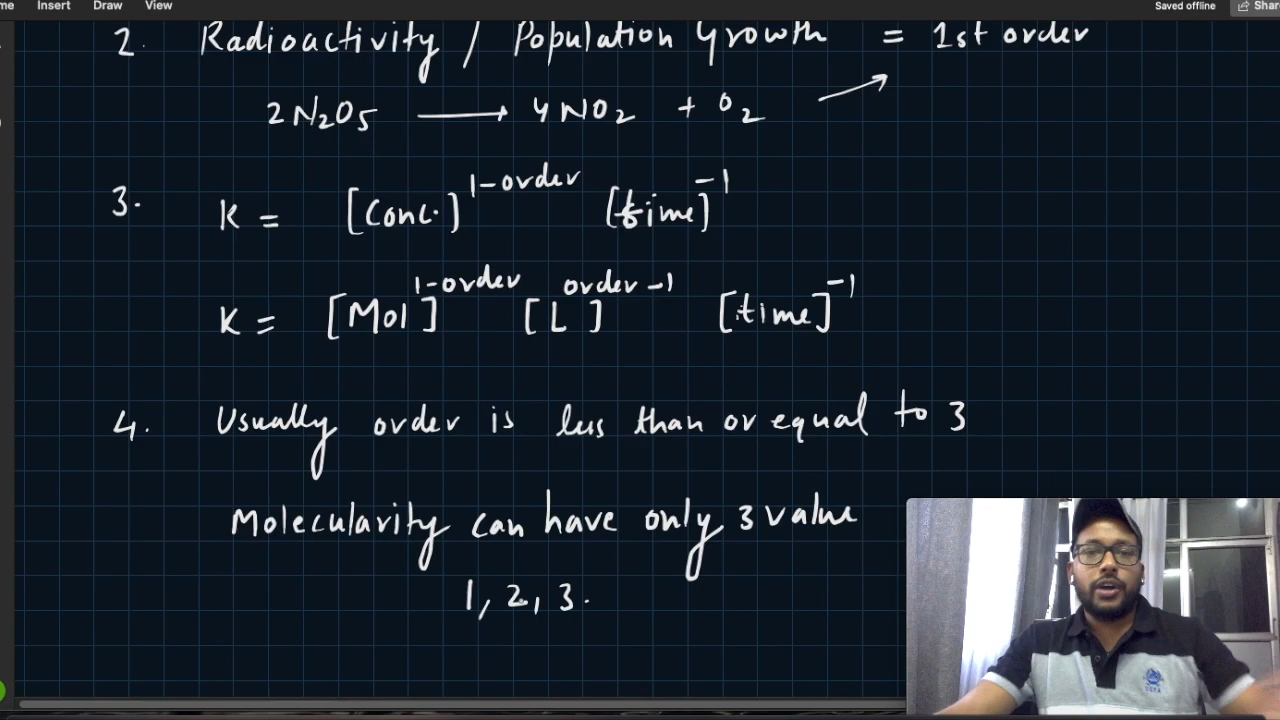 me Insert Draw View Saved offline Shar
2. Radioactivity / Population Growth = 1st order
2N₂O₅ ⟶ 4NO₂ + O₂ ↗
3. K = [Conc.]^1-order [time]^-1
K = [Mol]^1-order [L]^order-1 [time]^-1
4. Usually order is less than or equal to 3
Molecularity can have only 3 value
1, 2, 3.